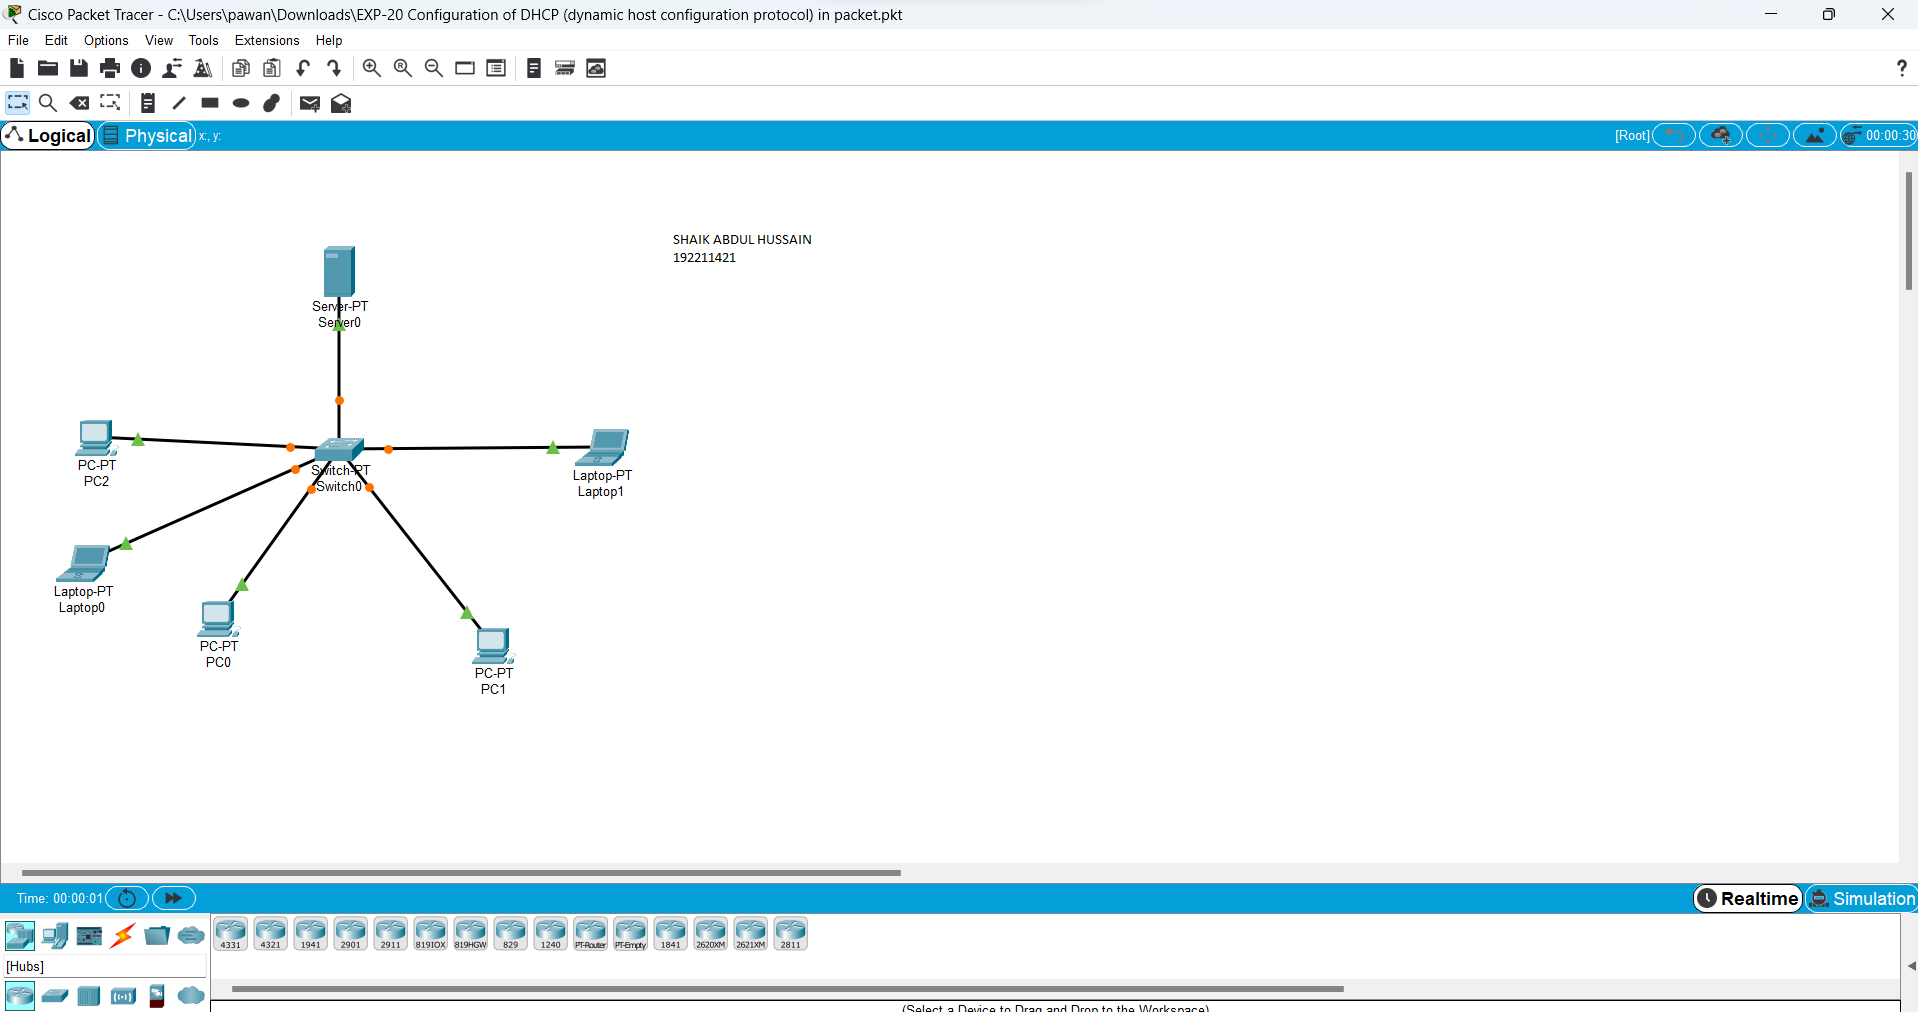 Cisco Packet Tracer - C:\Users\pawan\Downloads\EXP-20 Configuration of DHCP (dynamic host configuration protocol) in packet.pkt
File Edit Options View Tools Extensions Help
?
Logical Physical x:, y:
[Root] 00:00:30
SHAIK ABDUL HUSSAIN
192211421
Server-PT
Server0
PC-PT
PC2
Switch-PT
Switch0
Laptop-PT
Laptop1
Laptop-PT
Laptop0
PC-PT
PC0
PC-PT
PC1
Time: 00:00:01
Realtime Simulation
4331 4321 1941 2901 2911 819IOX 819HGW 829 1240 PT-Router PT-Empty 1841 2620XM 2621XM 2811
[Hubs]
(Select a Device to Drag and Drop to the Workspace)